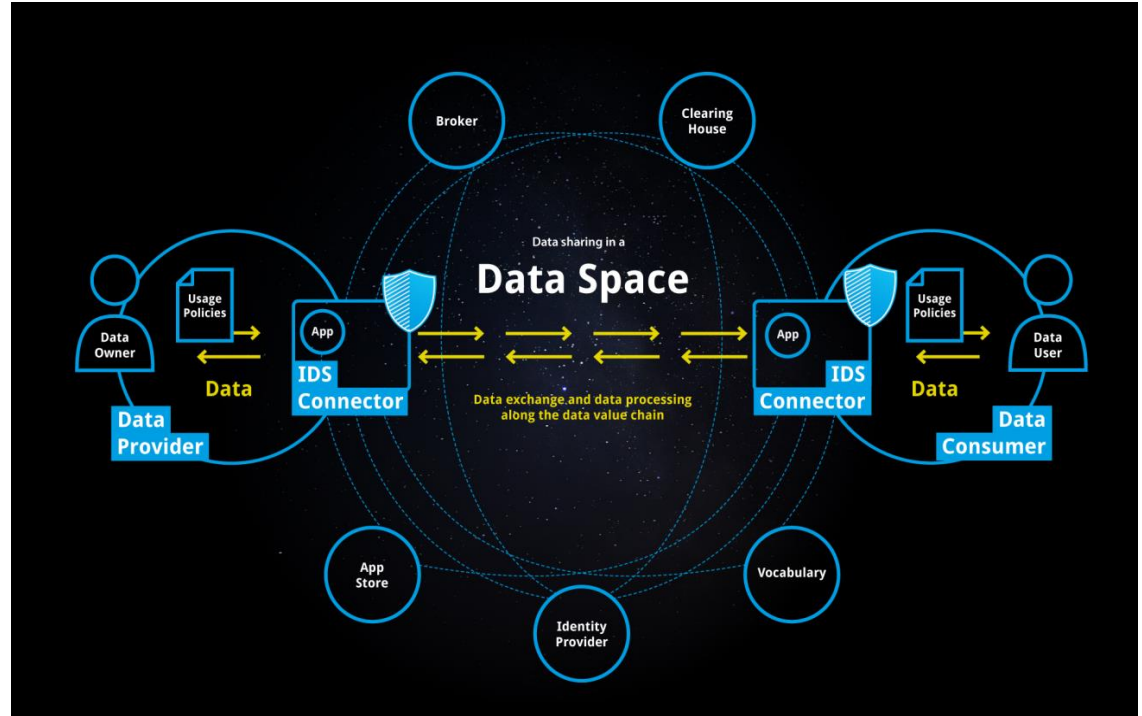 Broker
Clearing
House
Data sharing in a
Data Space
Usage
Policies
Data
Owner
App
IDS
Connector
Data
Data
Provider
Data exchange and data processing
along the data value chain
App
IDS
Connector
Usage
Policies
Data
User
Data
Data
Consumer
App
Store
Identity
Provider
Vocabulary